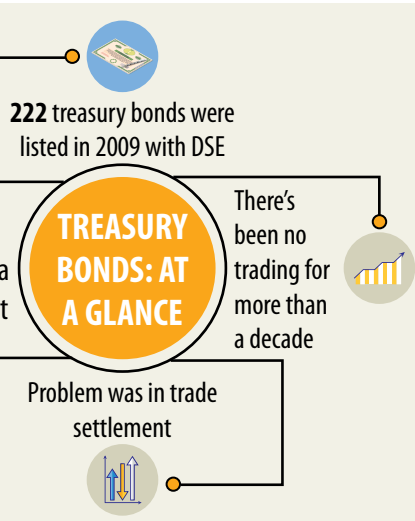 222 treasury bonds were
listed in 2009 with DSE
TREASURY
BONDS: AT
A GLANCE
There's
been no
trading for
more than
a decade
Problem was in trade
settlement